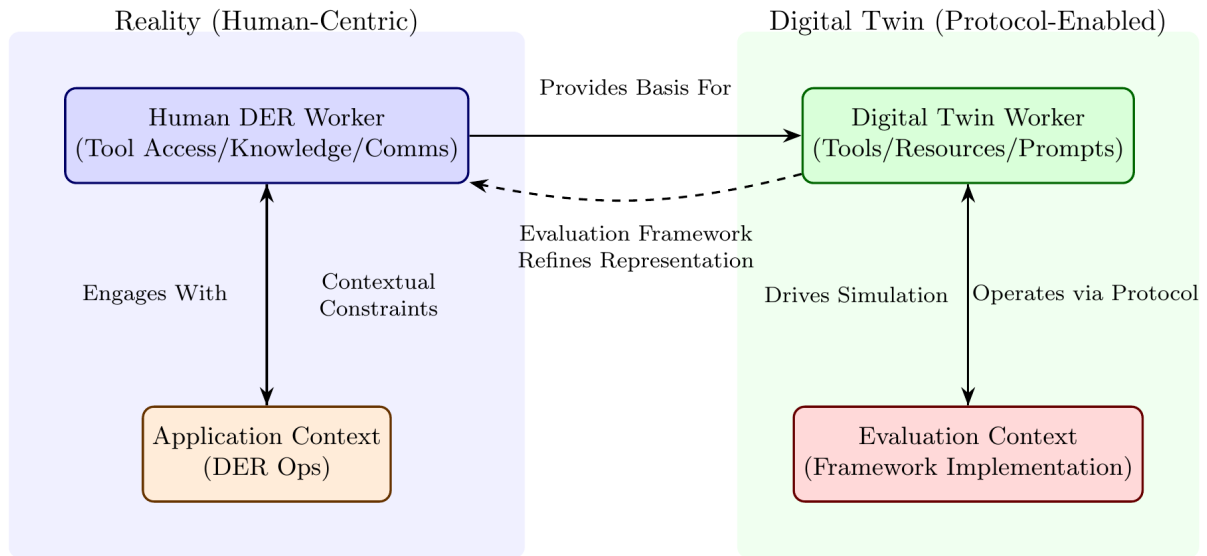 Reality (Human-Centric)
Digital Twin (Protocol-Enabled)
Human DER Worker
(Tool Access/Knowledge/Comms)
Provides Basis For
Digital Twin Worker
(Tools/Resources/Prompts)
Evaluation Framework
Refines Representation
Engages With
Contextual
Constraints
Drives Simulation
Operates via Protocol
Application Context
(DER Ops)
Evaluation Context
(Framework Implementation)